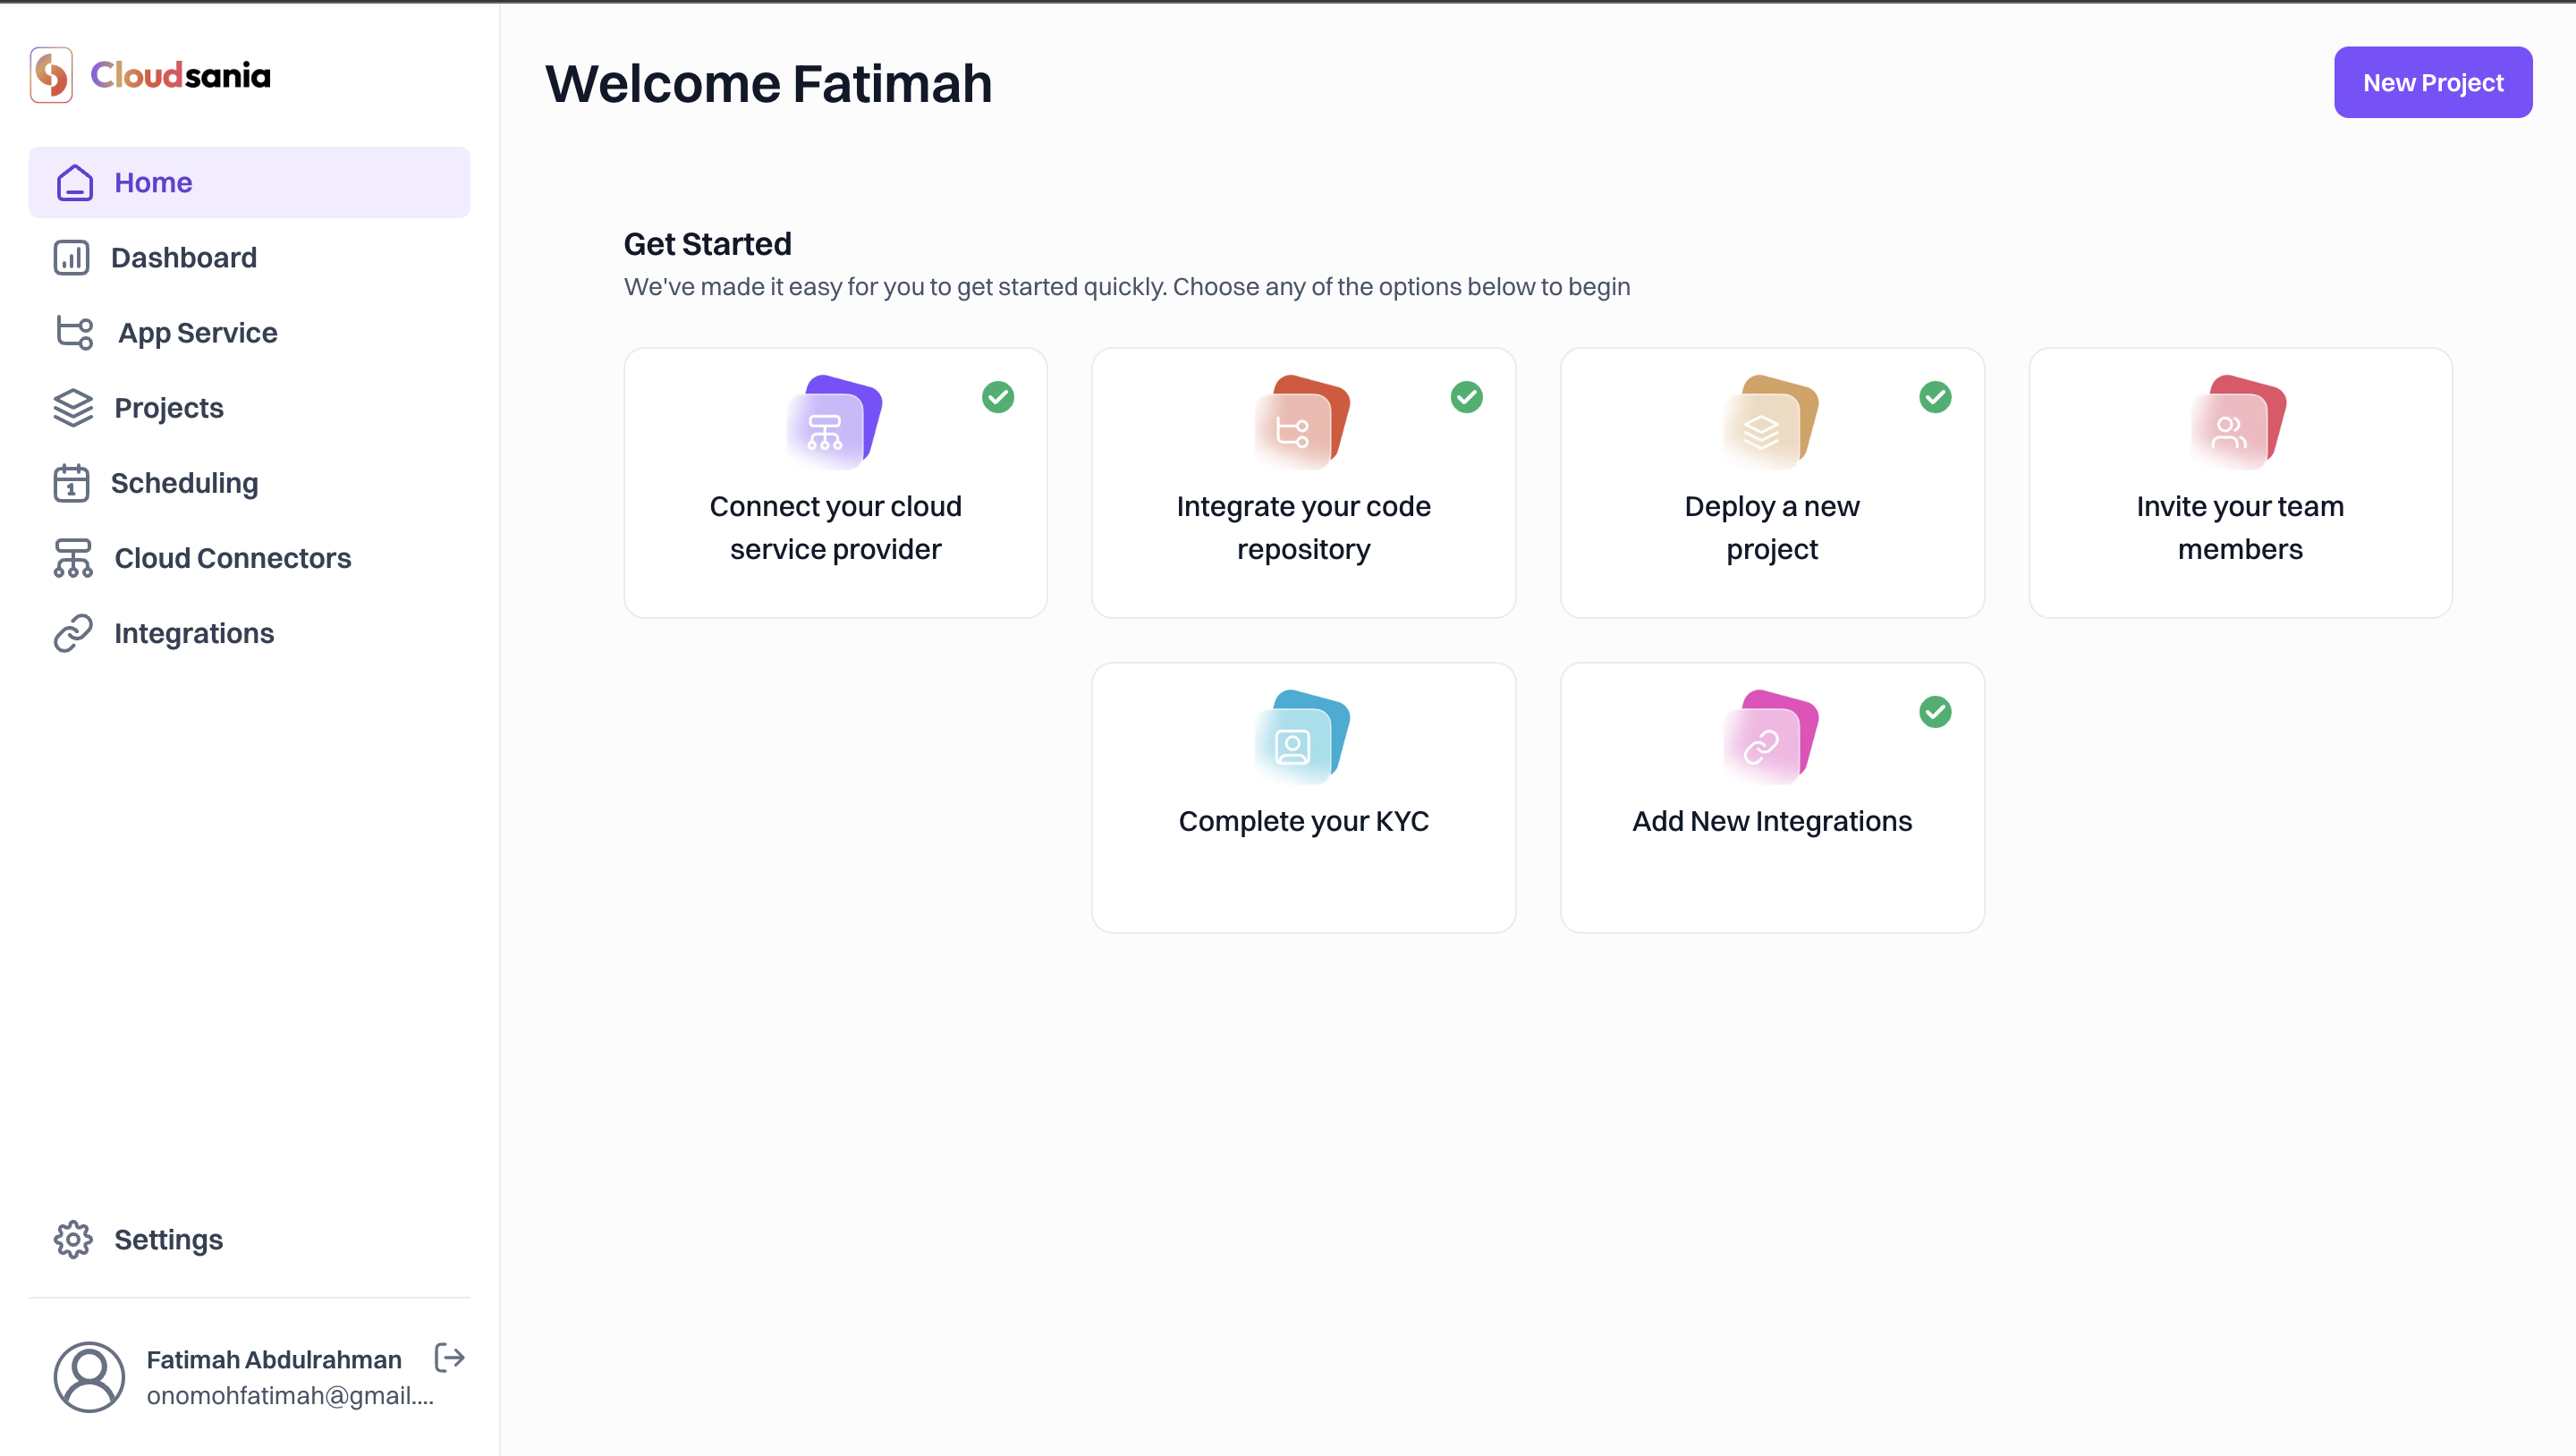 Cloudsania
Home
Dashboard
App Service
Projects
Scheduling
1
Cloud Connectors
Integrations
Settings
Fatimah Abdulrahman
onomohfatimah@gmail....
Welcome Fatimah
New Project
Get Started
We've made it easy for you to get started quickly. Choose any of the options below to begin
Connect your cloud
service provider
Integrate your code
repository
Deploy a new
project
Invite your team
members
Complete your KYC
Add New Integrations